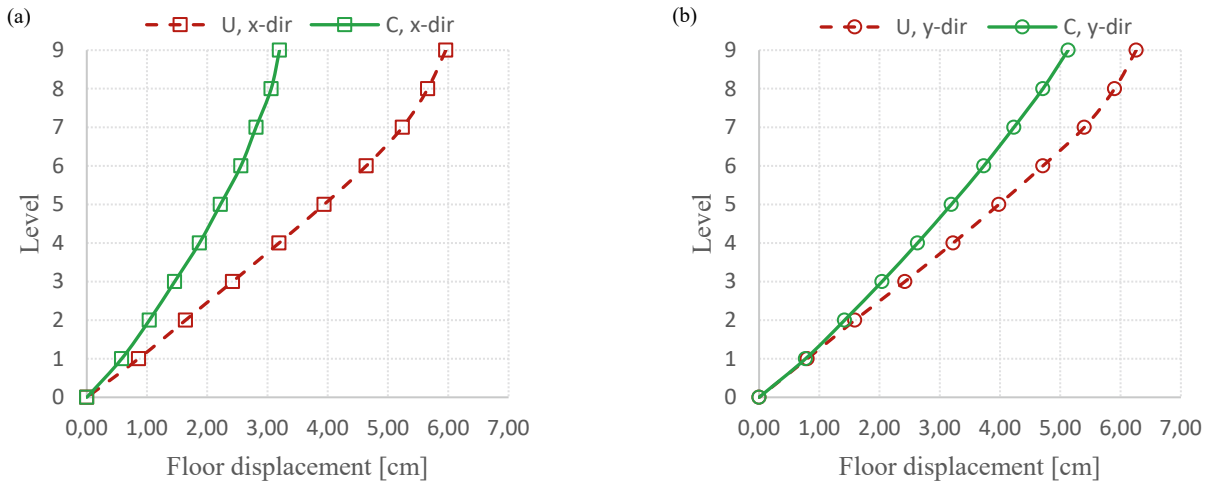 (a)
U, x-dir C, x-dir
9
8
7
6
5
4
3
2
1
0
Level
0,00 1,00 2,00 3,00 4,00 5,00 6,00 7,00
Floor displacement [cm]
(b)
U, y-dir C, y-dir
9
8
7
6
5
4
3
2
1
0
Level
0,00 1,00 2,00 3,00 4,00 5,00 6,00 7,00
Floor displacement [cm]